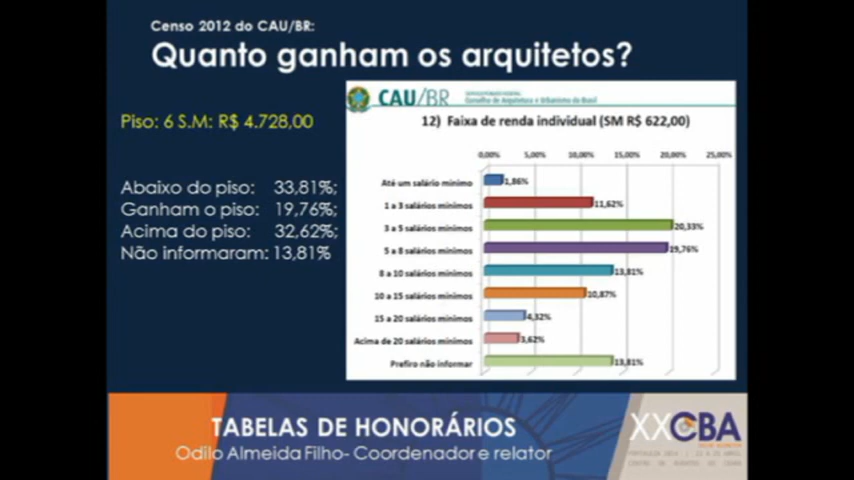 Censo 2012 do CAU/BR:
Quanto ganham os arquitetos?
Piso: 6 S.M: R$ 4.728,00
Abaixo do piso: 33,81%;
Ganham o piso: 19,76%;
Acima do piso: 32,62%;
Não informaram: 13,81%
CAU/BR
Conselho de Arquitetura e Urbanismo do Brasil
12) Faixa de renda individual (SM R$ 622,00)
0,00% 5,00% 10,00% 15,00% 20,00% 25,00%
Até um salário mínimo 1,86%
1 a 3 salários mínimos 11,62%
3 a 5 salários mínimos 20,33%
5 a 8 salários mínimos 19,76%
8 a 10 salários mínimos 13,81%
10 a 15 salários mínimos 10,87%
15 a 20 salários mínimos 4,32%
Acima de 20 salários mínimos 3,62%
Prefiro não informar 13,81%
TABELAS DE HONORÁRIOS
Odilo Almeida Filho- Coordenador e relator
XXCBA